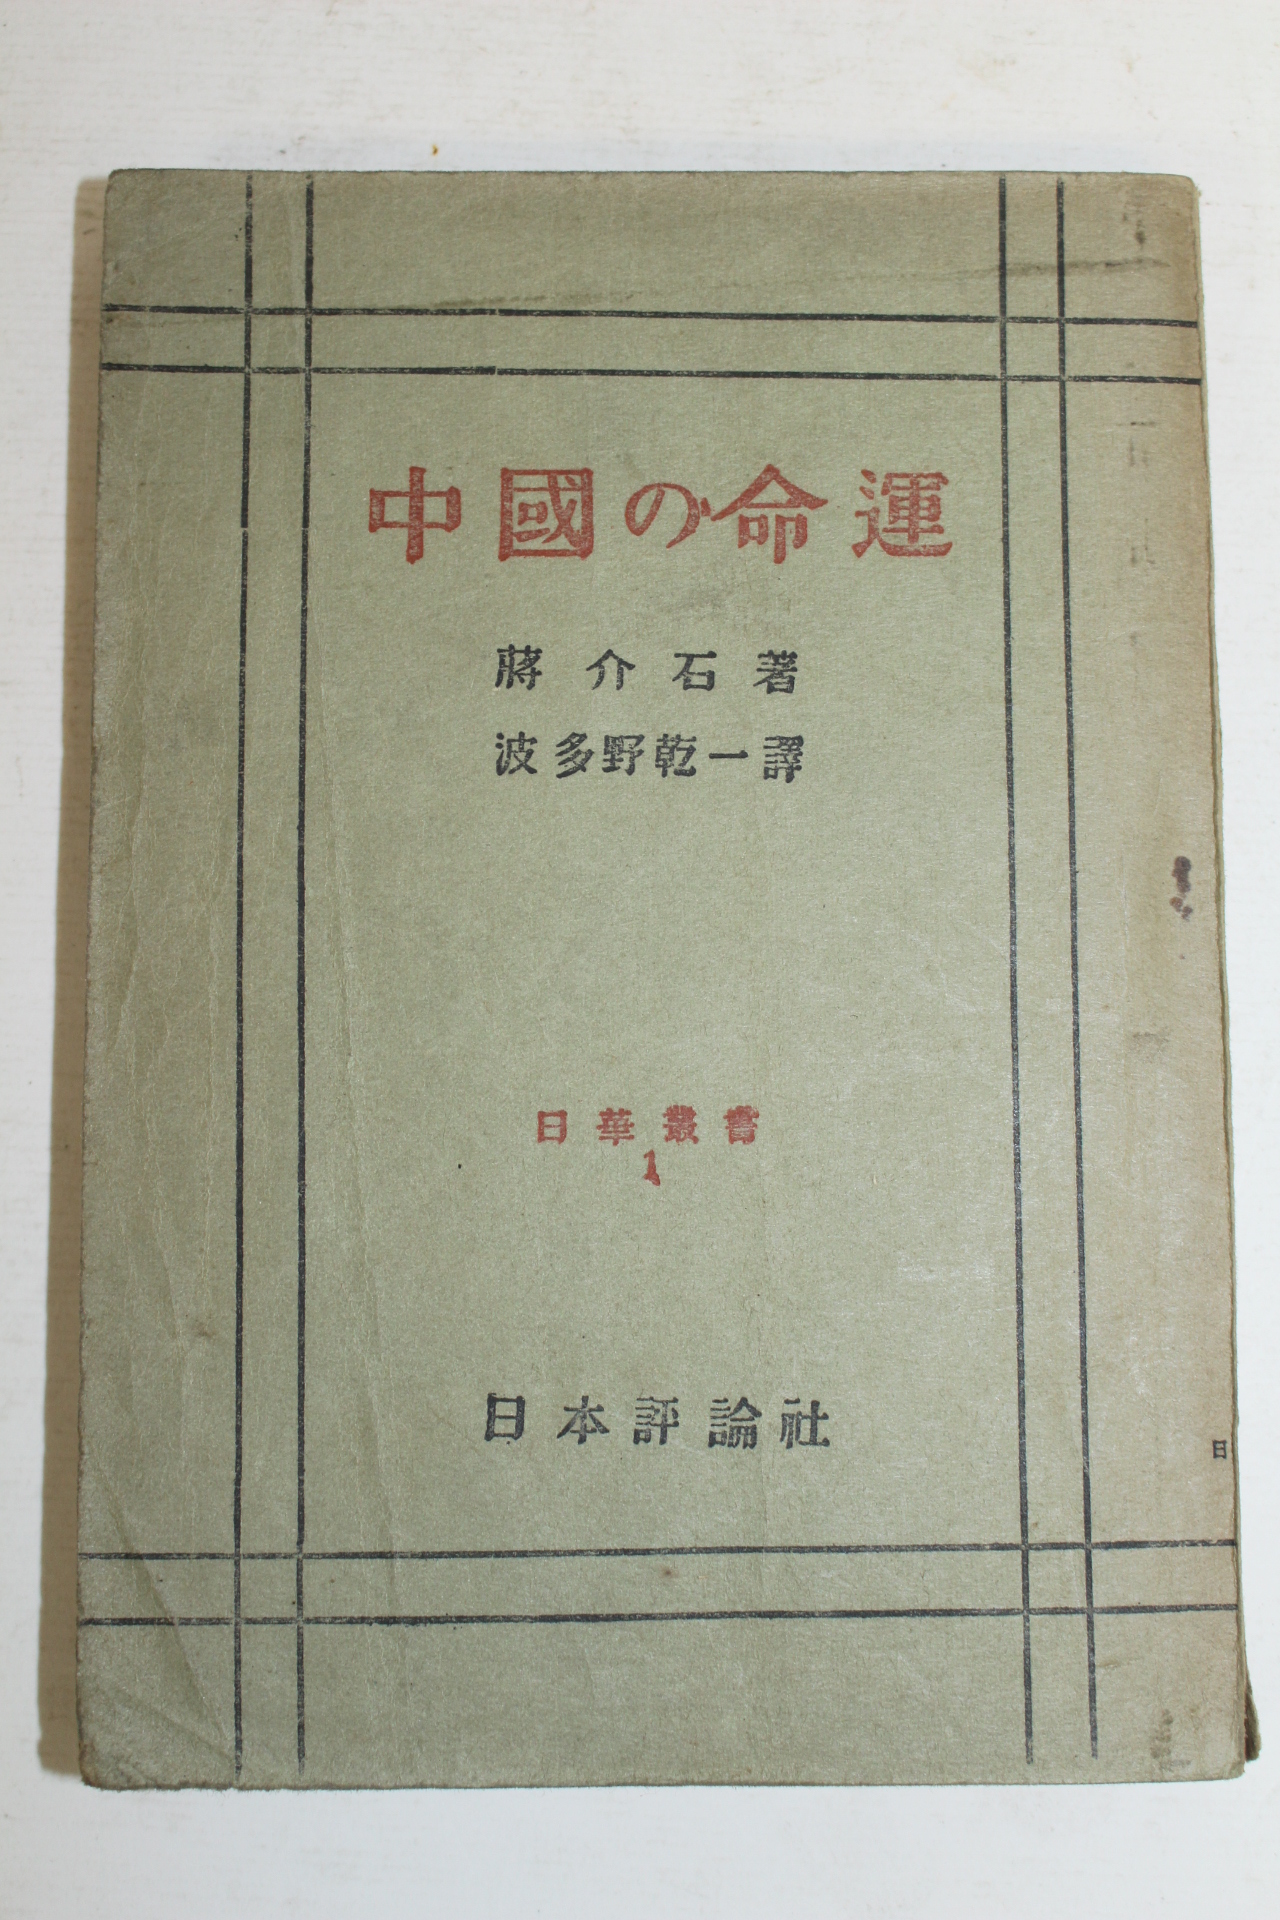 中國の命運
蔣介石著
波多野乾一譯
日華叢書
1
日本評論社
日